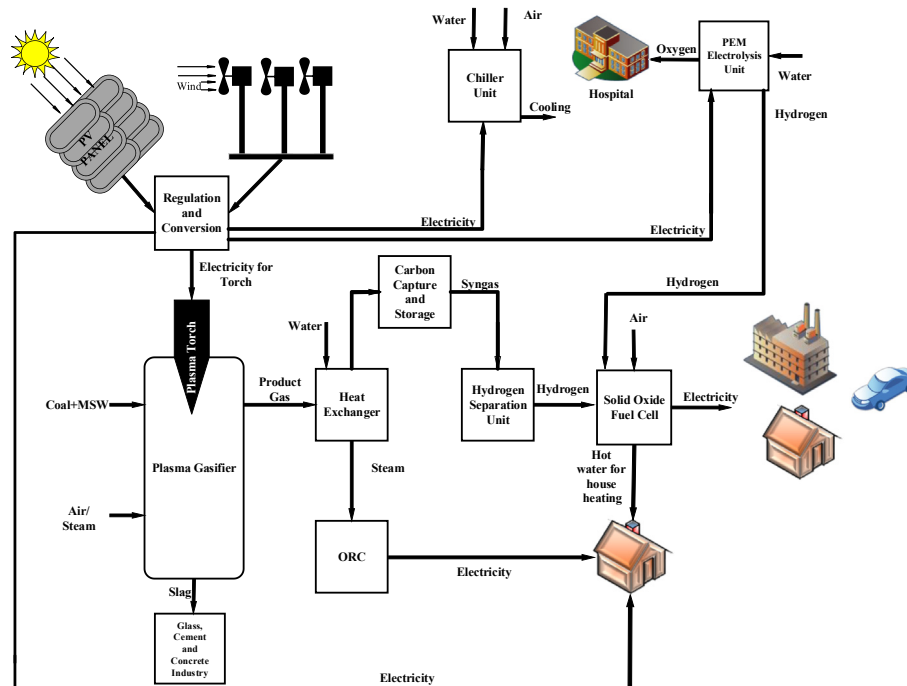 Water
Air
Wind
PV
PANEL
Chiller
Unit
Cooling
Hospital
Oxygen
PEM
Electrolysis
Unit
Water
Hydrogen
Regulation
and
Conversion
Electricity
Electricity
Electricity for
Torch
Carbon
Capture
and
Storage
Syngas
Hydrogen
Water
Air
Plasma Torch
Product
Gas
Coal+MSW
Heat
Exchanger
Hydrogen
Separation
Unit
Hydrogen
Solid Oxide
Fuel Cell
Electricity
Plasma Gasifier
Steam
Hot
water for
house
heating
Air/
Steam
ORC
Electricity
Slag
Glass,
Cement
and
Concrete
Industry
Electricity